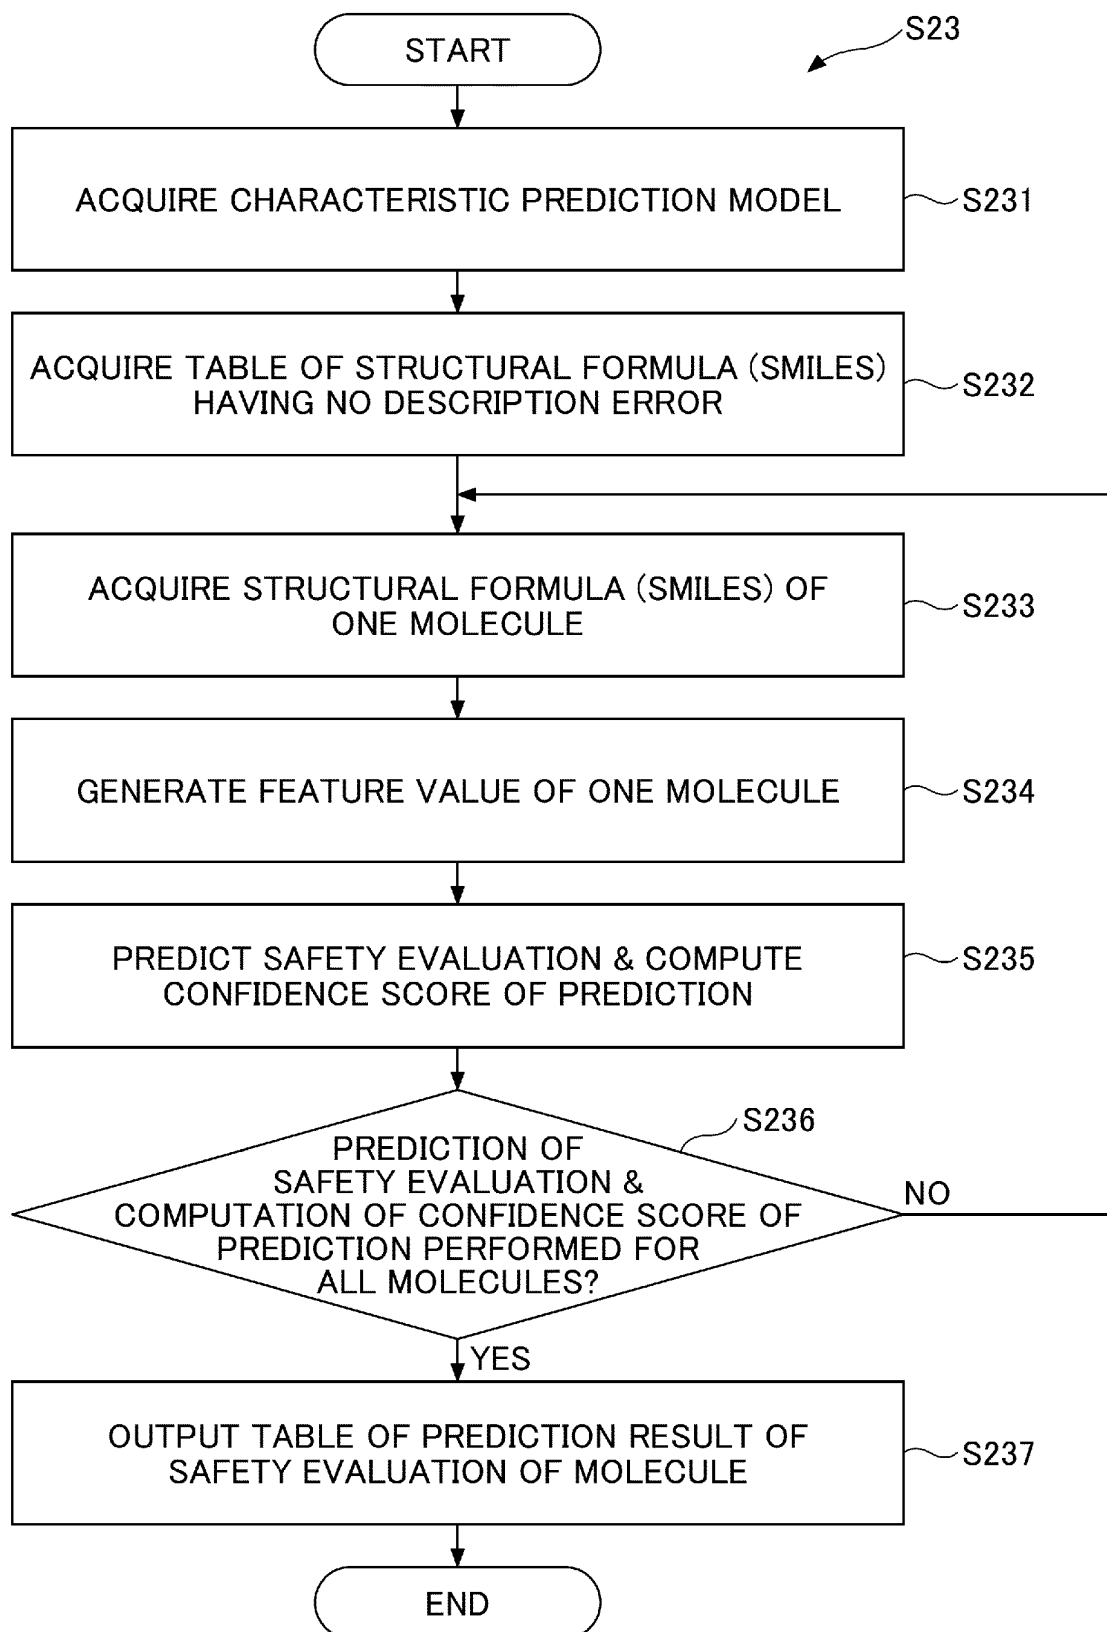 START
S23
ACQUIRE CHARACTERISTIC PREDICTION MODEL
S231
ACQUIRE TABLE OF STRUCTURAL FORMULA (SMILES)
HAVING NO DESCRIPTION ERROR
S232
ACQUIRE STRUCTURAL FORMULA (SMILES) OF
ONE MOLECULE
S233
GENERATE FEATURE VALUE OF ONE MOLECULE
S234
PREDICT SAFETY EVALUATION & COMPUTE
CONFIDENCE SCORE OF PREDICTION
S235
S236
PREDICTION OF
SAFETY EVALUATION &
COMPUTATION OF CONFIDENCE SCORE OF
PREDICTION PERFORMED FOR
ALL MOLECULES?
NO
YES
OUTPUT TABLE OF PREDICTION RESULT OF
SAFETY EVALUATION OF MOLECULE
S237
END